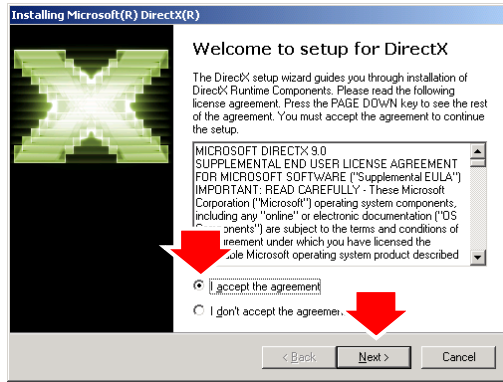 Installing Microsoft(R) DirectX(R)
Welcome to setup for DirectX
The DirectX setup wizard guides you through installation of
DirectX Runtime Components. Please read the following
license agreement. Press the PAGE DOWN key to see the rest
of the agreement. You must accept the agreement to continue
the setup.
MICROSOFT DIRECTX 9.0
SUPPLEMENTAL END USER LICENSE AGREEMENT
FOR MICROSOFT SOFTWARE ("Supplemental EULA")
IMPORTANT: READ CAREFULLY - These Microsoft
Corporation ("Microsoft") operating system components,
including any "online" or electronic documentation ("OS
are subject to the terms and conditions of
under which you have licensed the
Microsoft operating system product described
I accept the agreement
I don't accept the
< Back Next > Cancel